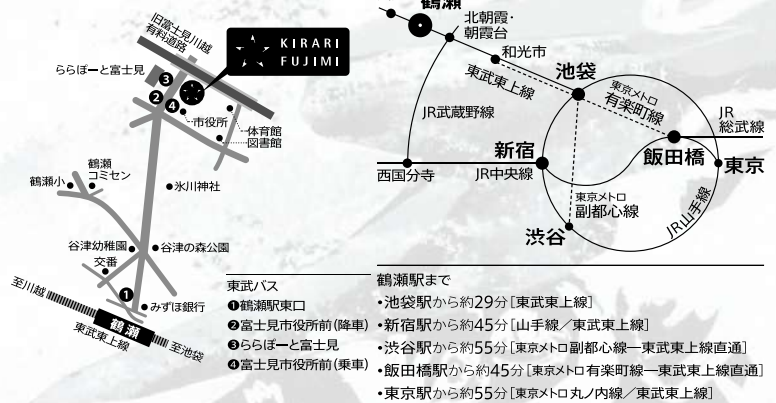 旧富士見川越
有料道路
KIRARI
FUJIMI
ららぽーと富士見
❸
❷
❹
市役所
体育館
図書館
鶴瀬
コミセン
鶴瀬小
氷川神社
谷津幼稚園
谷津の森公園
交番
❶
みずほ銀行
至川越
鶴瀬
東武東上線
至池袋
鶴瀬
北朝霞・
朝霞台
和光市
東武東上線
池袋
東京メトロ
有楽町線
JR武蔵野線
JR
総武線
新宿
飯田橋
東京
西国分寺
JR中央線
東京メトロ
副都心線
JR山手線
渋谷
東武バス
❶鶴瀬駅東口
❷富士見市役所前(降車)
❸ららぽーと富士見
❹富士見市役所前(乗車)
鶴瀬駅まで
•池袋駅から約29分[東武東上線]
•新宿駅から約45分[山手線/東武東上線]
•渋谷駅から約55分[東京メトロ副都心線―東武東上線直通]
•飯田橋駅から約45分[東京メトロ有楽町線―東武東上線直通]
•東京駅から約55分[東京メトロ丸ノ内線/東武東上線]